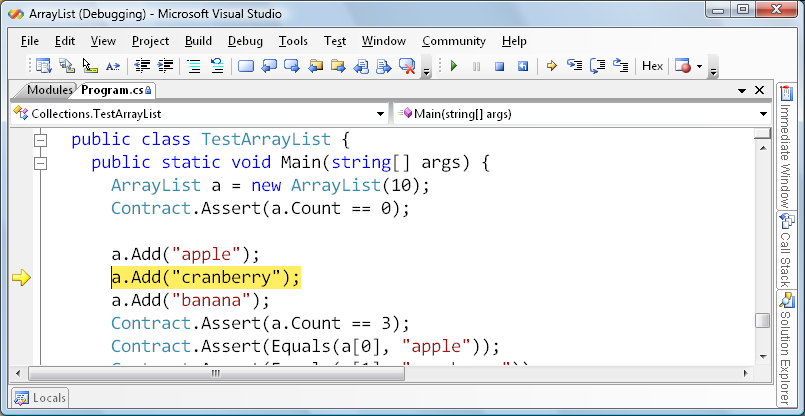 ArrayList (Debugging) - Microsoft Visual Studio
File Edit View Project Build Debug Tools Test Window Community Help
Hex
Modules Program.cs
Collections.TestArrayList Main(string[] args)
public class TestArrayList {
public static void Main(string[] args) {
ArrayList a = new ArrayList(10);
Contract.Assert(a.Count == 0);
a.Add("apple");
a.Add("cranberry");
a.Add("banana");
Contract.Assert(a.Count == 3);
Contract.Assert(Equals(a[0], "apple"));
Immediate Window
Call Stack
Solution Explorer
Locals